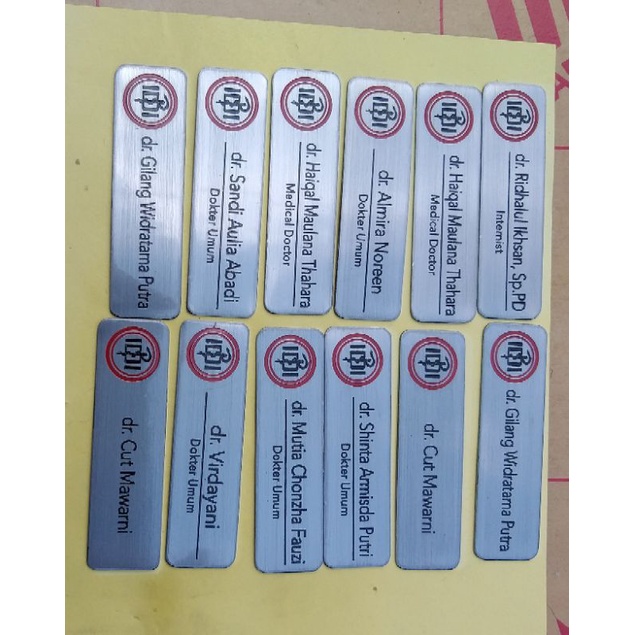 dr. Gilang Widratama Putra
dr. Sandi Aulia Abadi
Dokter Umum
dr. Haiqal Maulana Thahara
Medical Doctor
dr. Almira Noreen
Dokter Umum
dr. Haiqal Maulana Thahara
Medical Doctor
dr. Ridhalul Ikhsan, Sp.PD
Internist
dr. Cut Mawarni
dr. Virdayani
Dokter Umum
dr. Mutia Chonzha Fauzi
Dokter Umum
dr. Shinta Armisda Putri
Dokter Umum
dr. Cut Mawarni
dr. Gilang Widratama Putra